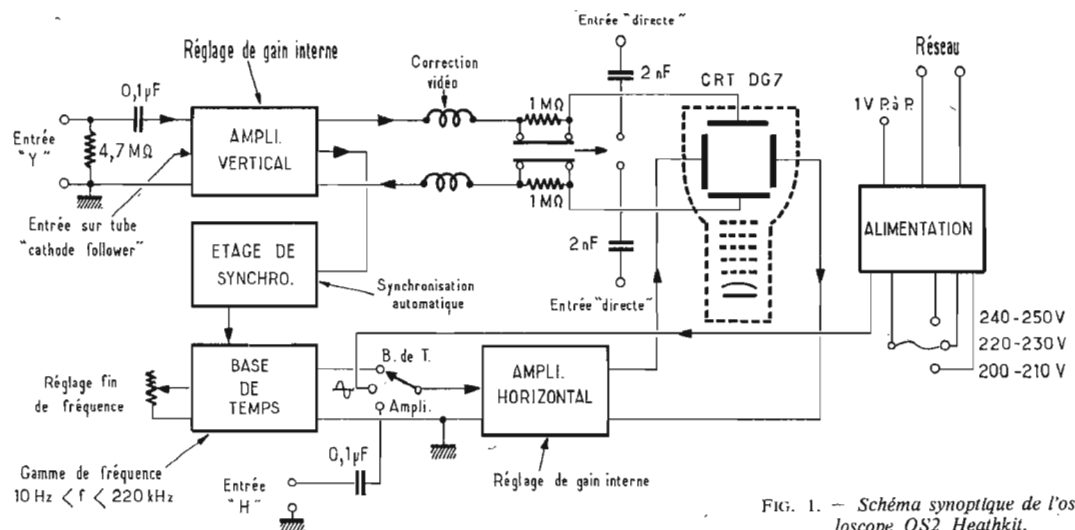 Entrée "directe"
Réglage de gain interne
Correction
vidéo
2 nF
CRT DG7
Réseau
0,1µF
1 MΩ
1V P. à P.
Entrée
"Y"
4,7 MΩ
AMPLI.
VERTICAL
1 MΩ
ALIMENTATION
Entrée sur tube
"cathode follower"
2 nF
ETAGE DE
SYNCHRO.
Synchronisation
automatique
Entrée "directe"
240-250 V
220-230 V
200-210 V
B. de T.
Réglage fin
de fréquence
BASE
DE
TEMPS
AMPLI.
HORIZONTAL
Ampli.
Gamme de fréquence
10 Hz < f < 220 kHz
0,1µF
Entrée
"H"
Réglage de gain interne
FIG. 1. — Schéma synoptique de l'os
loscope OS2 Heathkit.